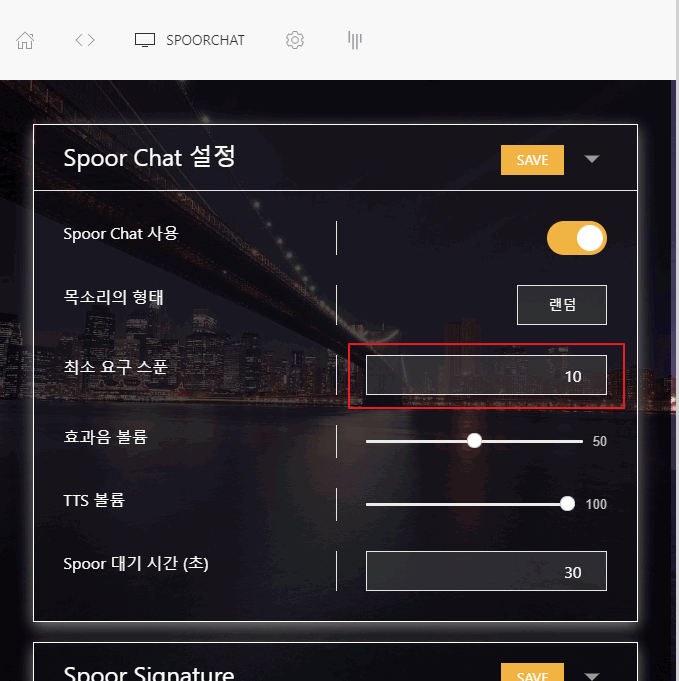 SPOORCHAT
Spoor Chat 설정
SAVE
Spoor Chat 사용
목소리의 형태
랜덤
최소 요구 스푼
10
효과음 볼륨
50
TTS 볼륨
100
Spoor 대기 시간 (초)
30
Spoor Signature
SAVE